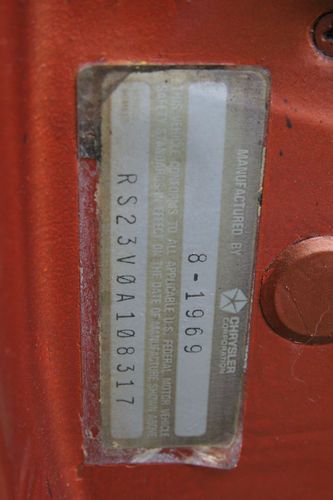 MANUFACTURED BY
CHRYSLER
CORPORATION
8-1969
THIS VEHICLE CONFORMS TO ALL APPLICABLE U.S. FEDERAL MOTOR VEHICLE
SAFETY STANDARDS IN EFFECT ON THE DATE OF MANUFACTURE SHOWN ABOVE
RS23V0A108317